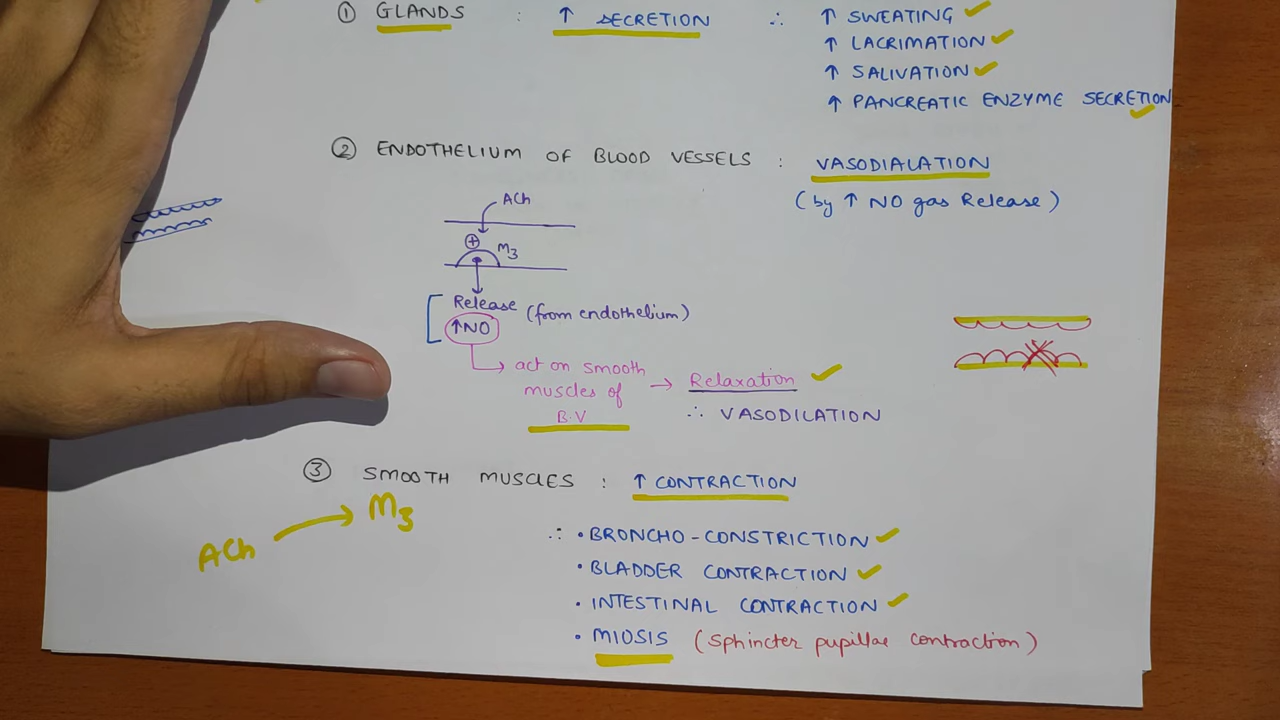 ① GLANDS : ↑ SECRETION ∴ ↑ SWEATING
↑ LACRIMATION
↑ SALIVATION
↑ PANCREATIC ENZYME SECRETION
② ENDOTHELIUM OF BLOOD VESSELS : VASODIALATION
(by ↑ NO gas Release)
ACh
⊕ M3
Release (from endothelium)
↑NO
act on smooth muscles of B.V → Relaxation
∴ VASODILATION
③ SMOOTH MUSCLES : ↑ CONTRACTION
ACh → M3
∴ • BRONCHO-CONSTRICTION
• BLADDER CONTRACTION
• INTESTINAL CONTRACTION
• MIOSIS (Sphincter pupillae contraction)